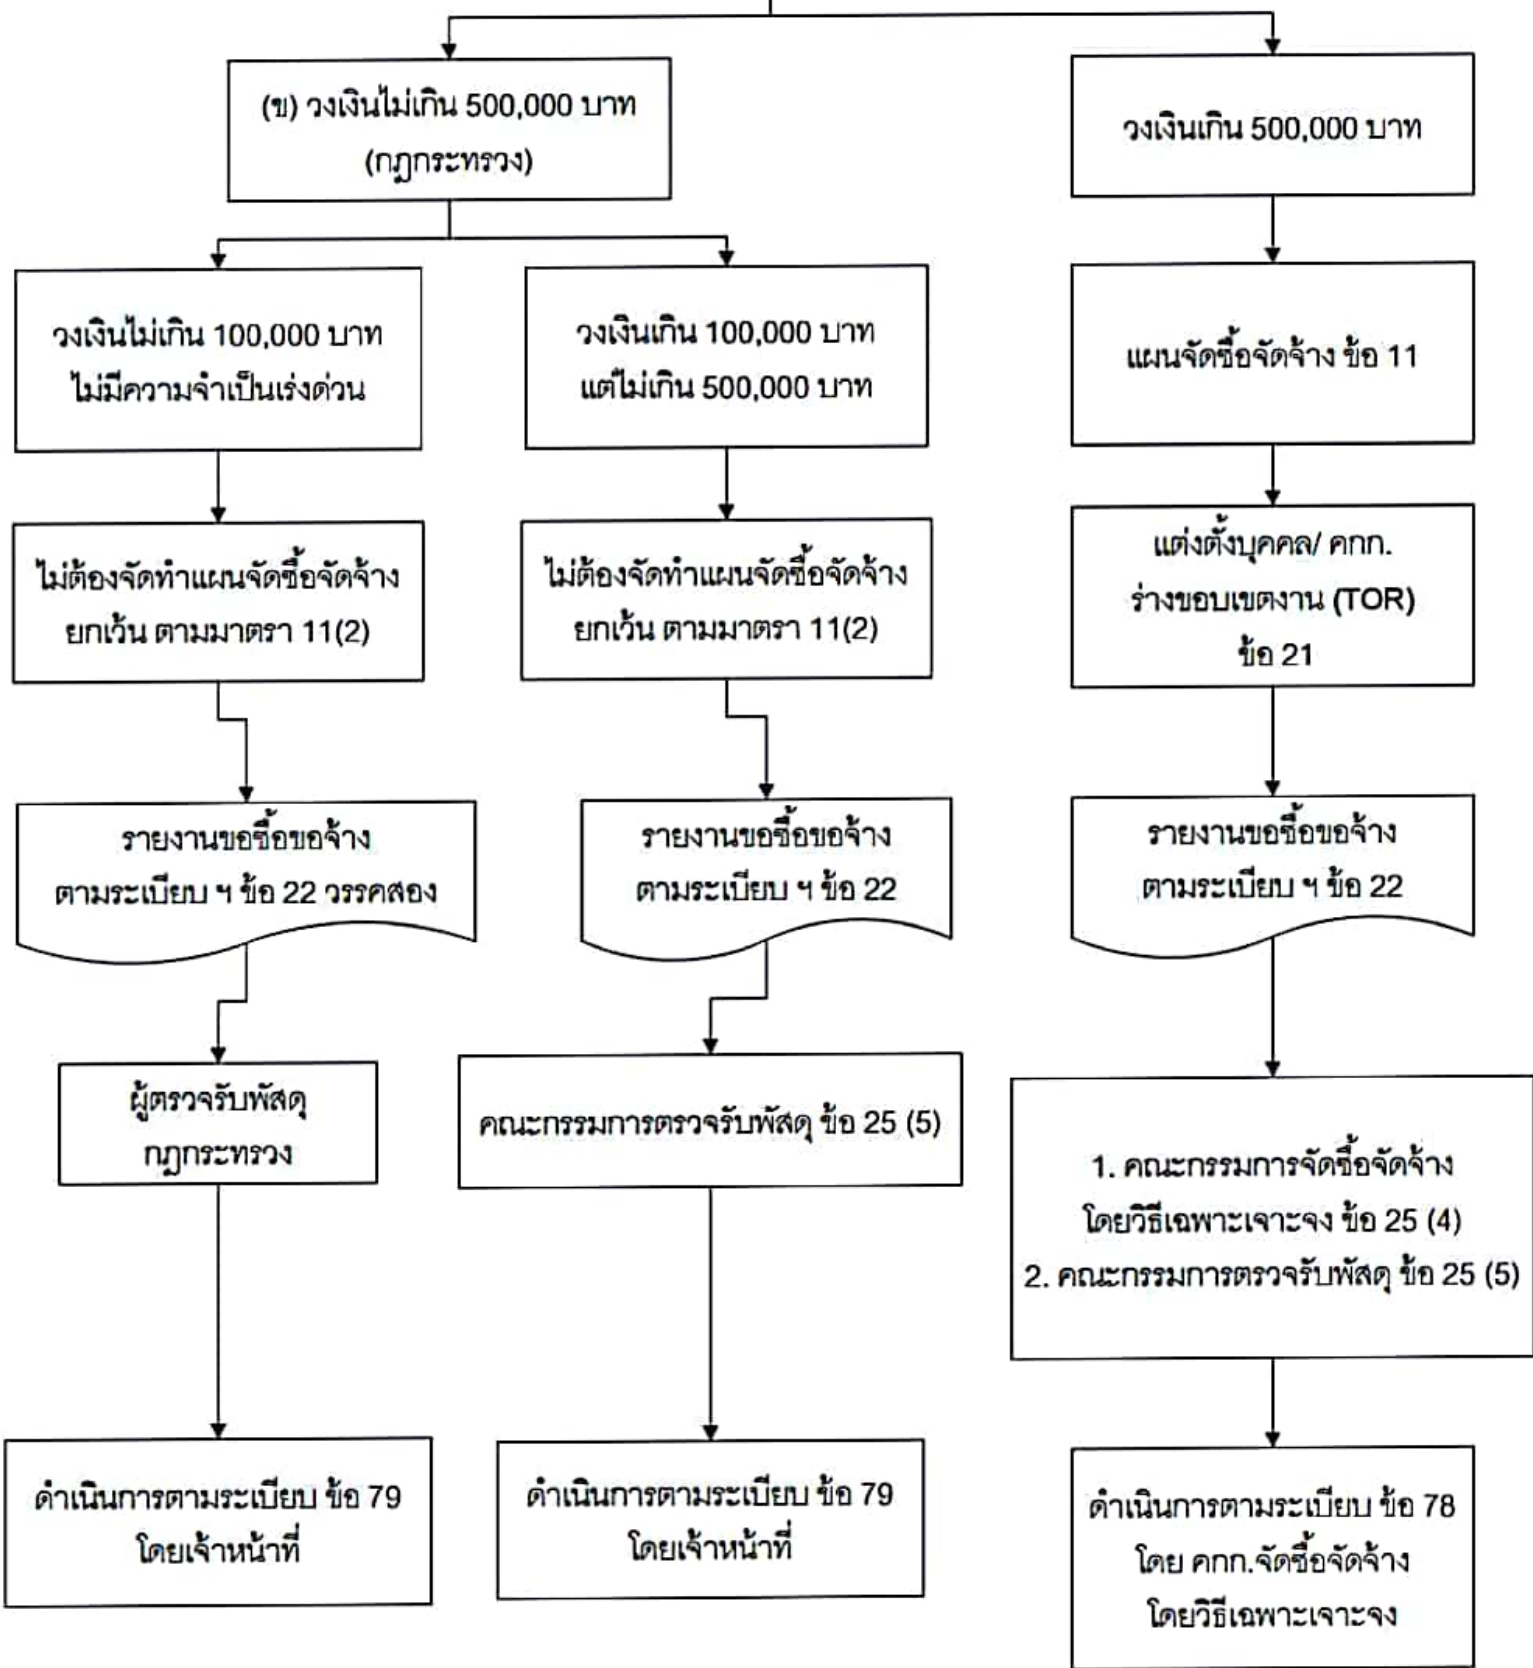 (ข) วงเงินไม่เกิน 500,000 บาท
(กฎกระทรวง)
วงเงินเกิน 500,000 บาท
วงเงินไม่เกิน 100,000 บาท
ไม่มีความจำเป็นเร่งด่วน
วงเงินเกิน 100,000 บาท
แต่ไม่เกิน 500,000 บาท
แผนจัดซื้อจัดจ้าง ข้อ 11
ไม่ต้องจัดทำแผนจัดซื้อจัดจ้าง
ยกเว้น ตามมาตรา 11(2)
ไม่ต้องจัดทำแผนจัดซื้อจัดจ้าง
ยกเว้น ตามมาตรา 11(2)
แต่งตั้งบุคคล/ คกก.
ร่างขอบเขตงาน (TOR)
ข้อ 21
รายงานขอซื้อขอจ้าง
ตามระเบียบ ฯ ข้อ 22 วรรคสอง
รายงานขอซื้อขอจ้าง
ตามระเบียบ ฯ ข้อ 22
รายงานขอซื้อขอจ้าง
ตามระเบียบ ฯ ข้อ 22
ผู้ตรวจรับพัสดุ
กฎกระทรวง
คณะกรรมการตรวจรับพัสดุ ข้อ 25 (5)
1. คณะกรรมการจัดซื้อจัดจ้าง
โดยวิธีเฉพาะเจาะจง ข้อ 25 (4)
2. คณะกรรมการตรวจรับพัสดุ ข้อ 25 (5)
ดำเนินการตามระเบียบ ข้อ 79
โดยเจ้าหน้าที่
ดำเนินการตามระเบียบ ข้อ 79
โดยเจ้าหน้าที่
ดำเนินการตามระเบียบ ข้อ 78
โดย คกก.จัดซื้อจัดจ้าง
โดยวิธีเฉพาะเจาะจง